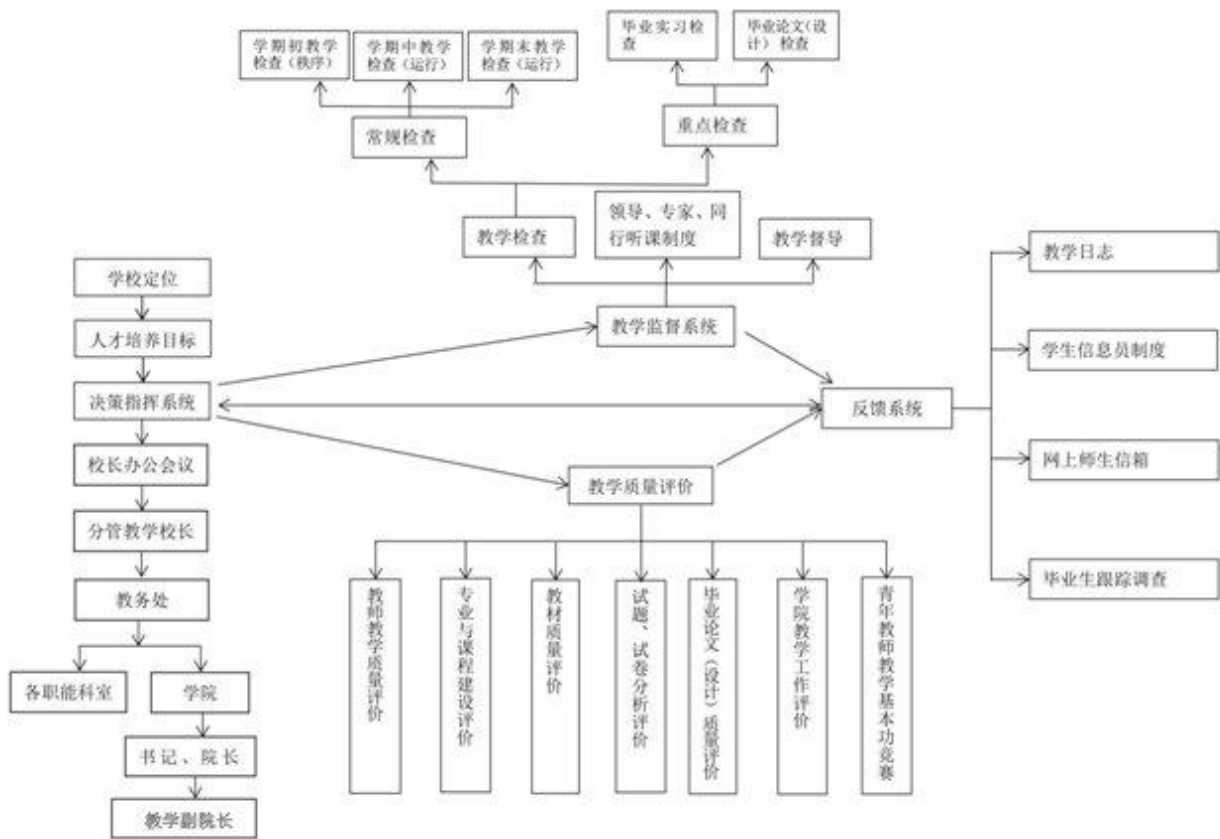 毕业实习检
查
毕业论文(设
计) 检查
学期初教学
检查(秩序)
学期中教学
检查(运行)
学期末教学
检查(运行)
常规检查
重点检查
教学检查
领导、专家、同
行听课制度
教学督导
学校定位
人才培养目标
决策指挥系统
校长办公会议
分管教学校长
教务处
各职能科室
学院
书记、院长
教学副院长
教学监督系统
反馈系统
教学质量评价
教师教学质量评价
专业与课程建设评价
教材质量评价
试题、试卷分析评价
毕业论文(设计)质量评价
学院教学工作评价
青年教师教学基本功竞赛
教学日志
学生信息员制度
网上师生信箱
毕业生跟踪调查